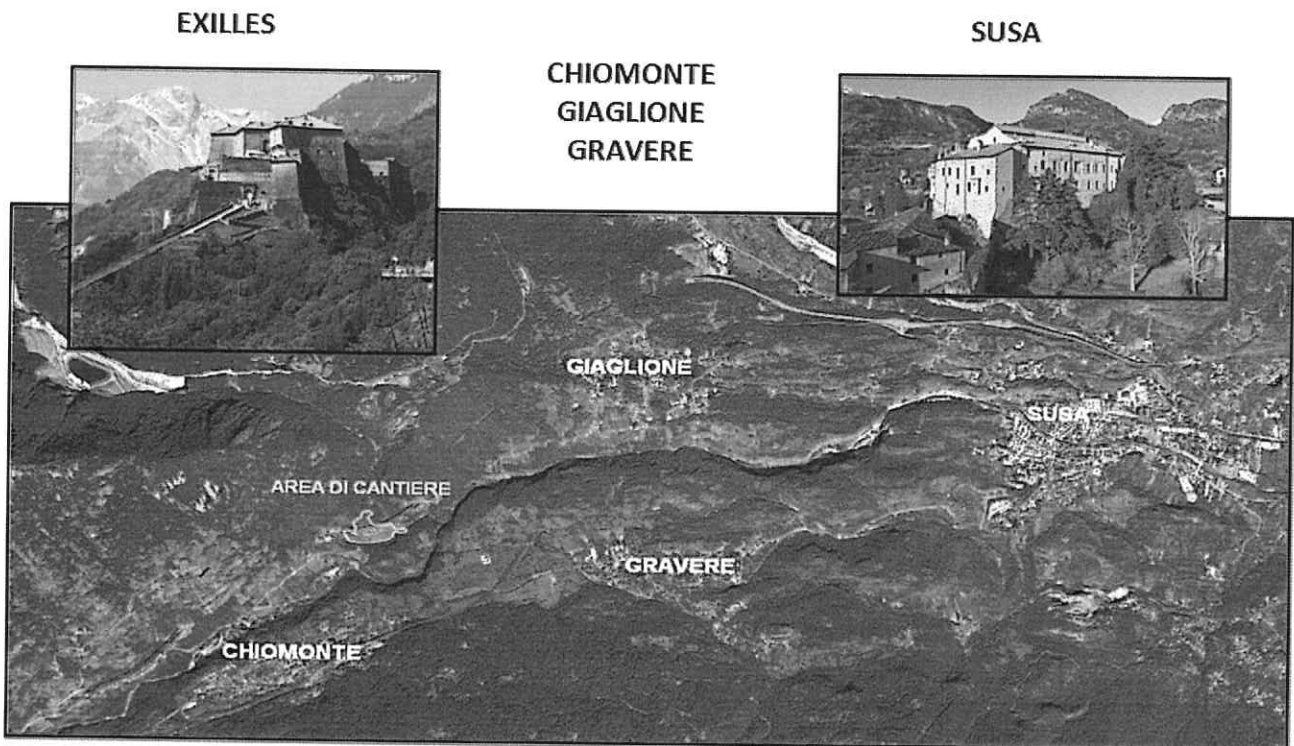 EXILLES
SUSA
CHIOMONTE
GIAGLIONE
GRAVERE
GIAGLIONE
SUSA
AREA DI CANTIERE
GRAVERE
CHIOMONTE